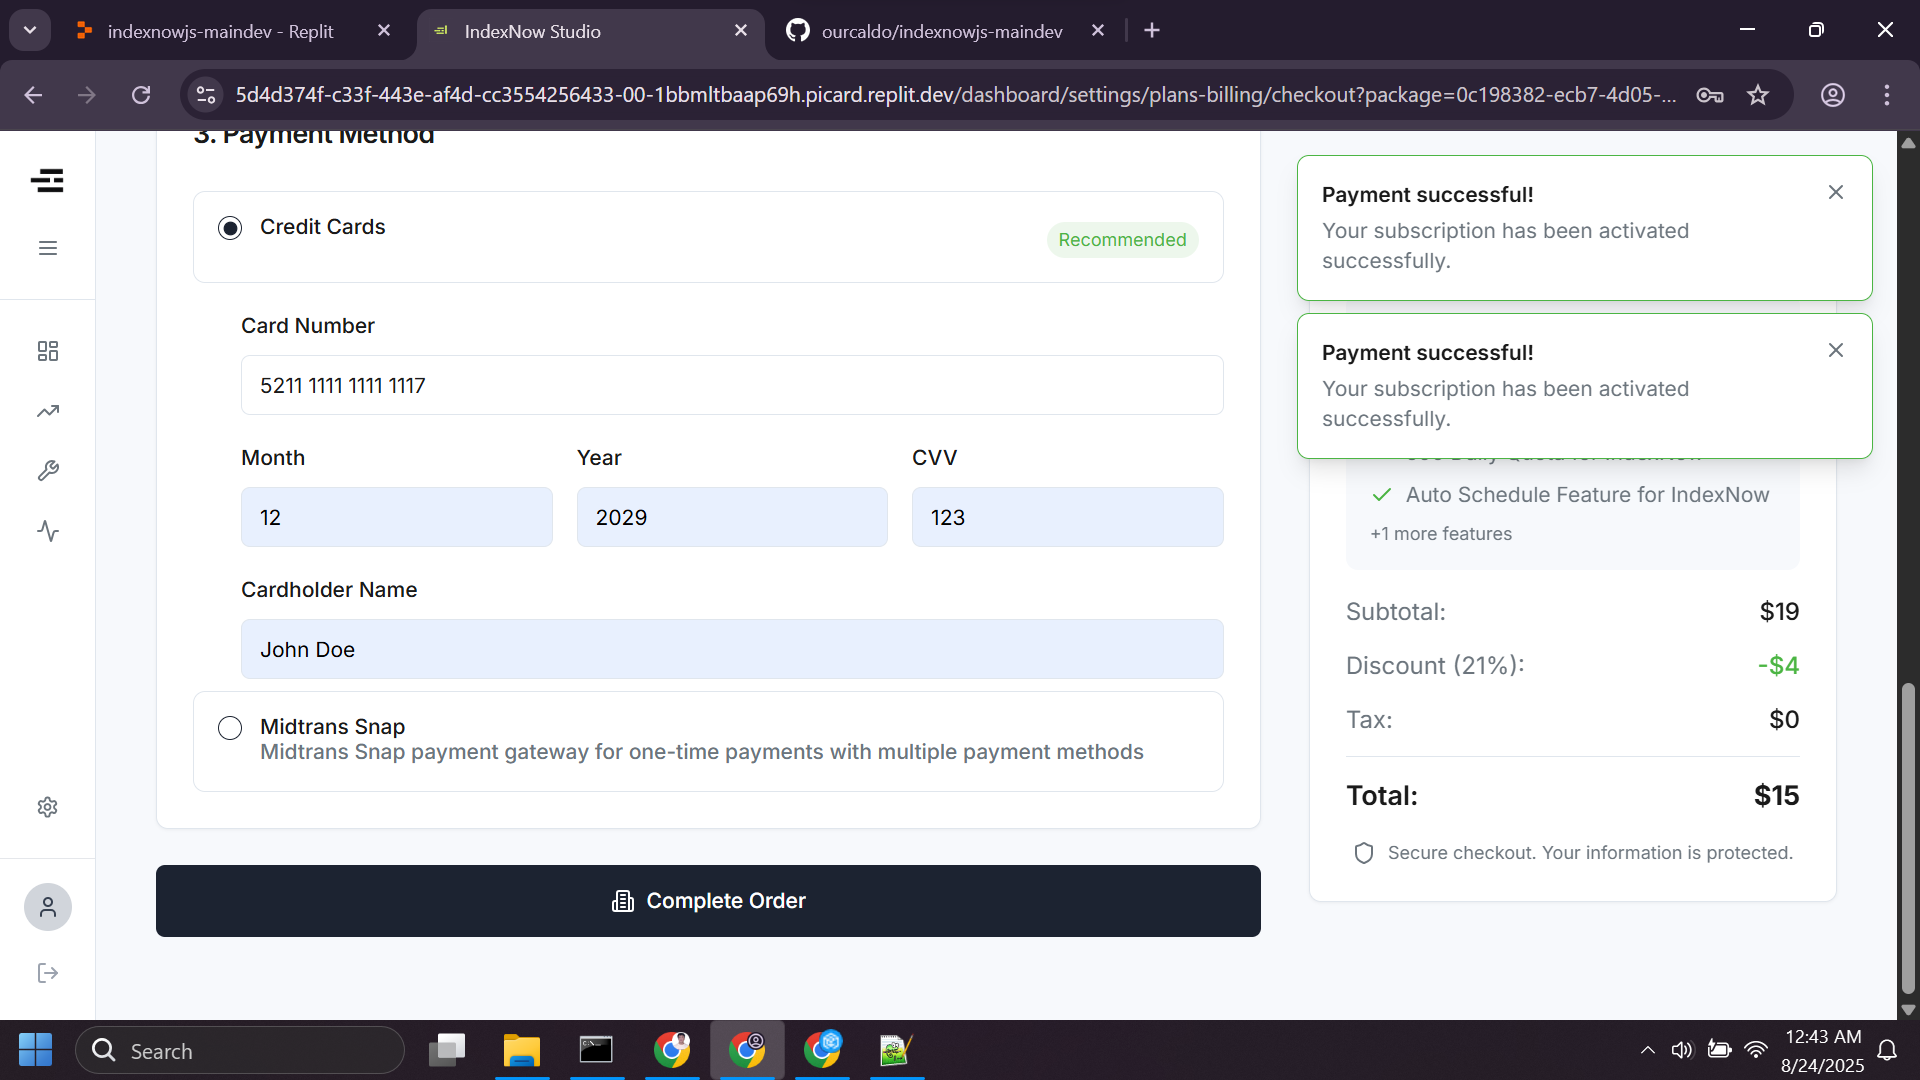 indexnowjs-maindev - Replit
IndexNow Studio
ourcaldo/indexnowjs-maindev
5d4d374f-c33f-443e-af4d-cc3554256433-00-1bbmltbaap69h.picard.replit.dev/dashboard/settings/plans-billing/checkout?package=0c198382-ecb7-4d05-...
3. Payment Method
Credit Cards
Recommended
Card Number
5211 1111 1111 1117
Month
Year
CVV
12
2029
123
Cardholder Name
John Doe
Midtrans Snap
Midtrans Snap payment gateway for one-time payments with multiple payment methods
Complete Order
Payment successful!
Your subscription has been activated
successfully.
Payment successful!
Your subscription has been activated
successfully.
Auto Schedule Feature for IndexNow
+1 more features
Subtotal:
$19
Discount (21%):
-$4
Tax:
$0
Total:
$15
Secure checkout. Your information is protected.
Search
12:43 AM
8/24/2025